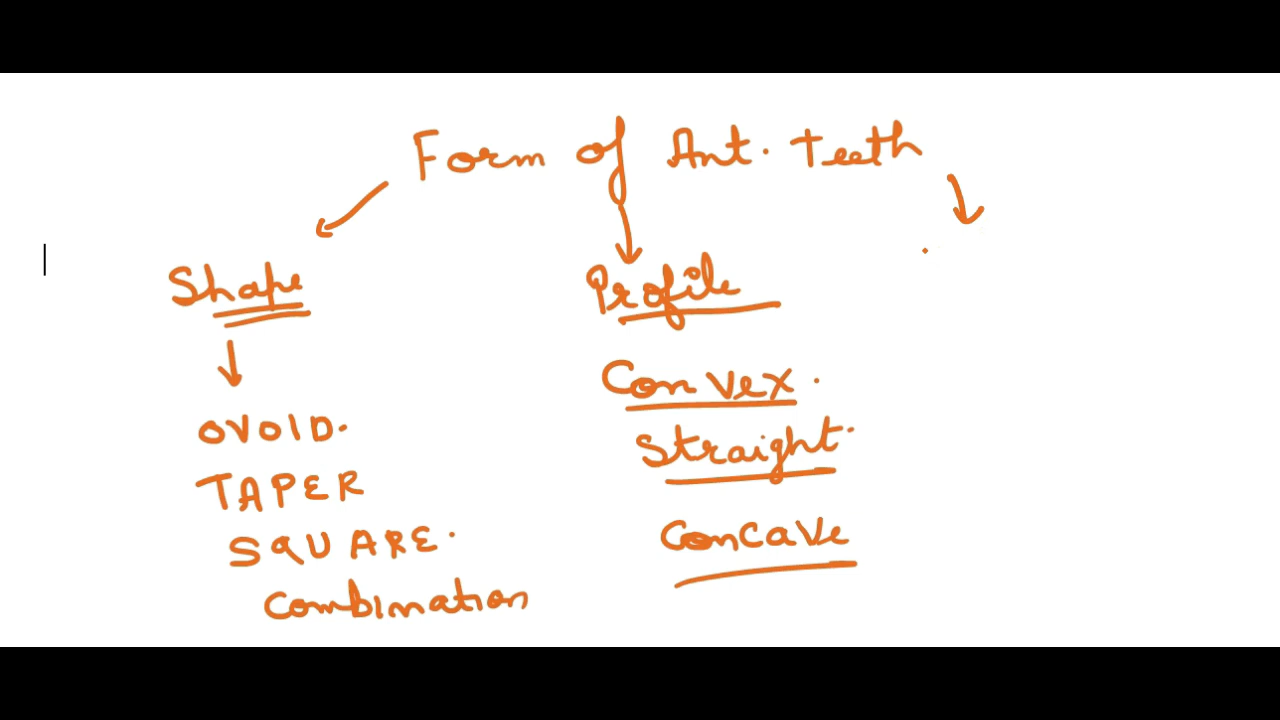 Form of Ant. Teeth
Shape
Profile
OVOID.
TAPER
SQUARE.
Combination
Convex.
Straight.
Concave